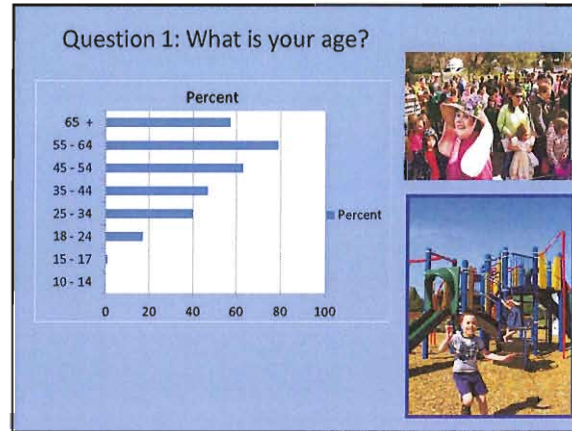 Question 1: What is your age?
Percent
65 +
55 - 64
45 - 54
35 - 44
25 - 34
18 - 24
15 - 17
10 - 14
Percent
0 20 40 60 80 100